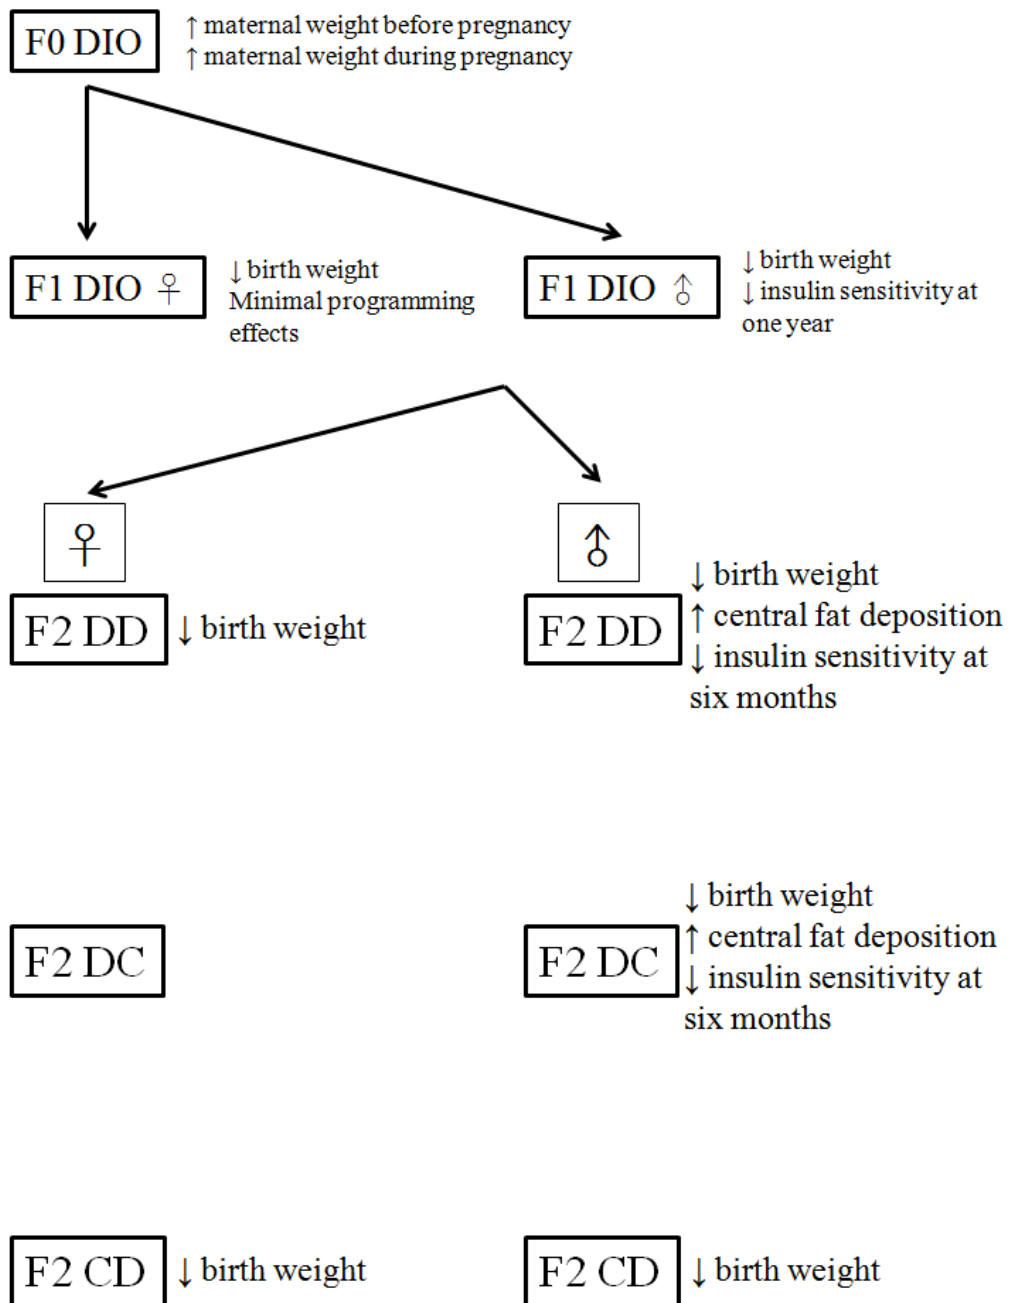 F0 DIO
↑ maternal weight before pregnancy
↑ maternal weight during pregnancy
F1 DIO ♀
↓ birth weight
Minimal programming
effects
F1 DIO ♂
↓ birth weight
↓ insulin sensitivity at
one year
♀
♂
F2 DD
↓ birth weight
F2 DD
↓ birth weight
↑ central fat deposition
↓ insulin sensitivity at
six months
F2 DC
F2 DC
↓ birth weight
↑ central fat deposition
↓ insulin sensitivity at
six months
F2 CD
↓ birth weight
F2 CD
↓ birth weight